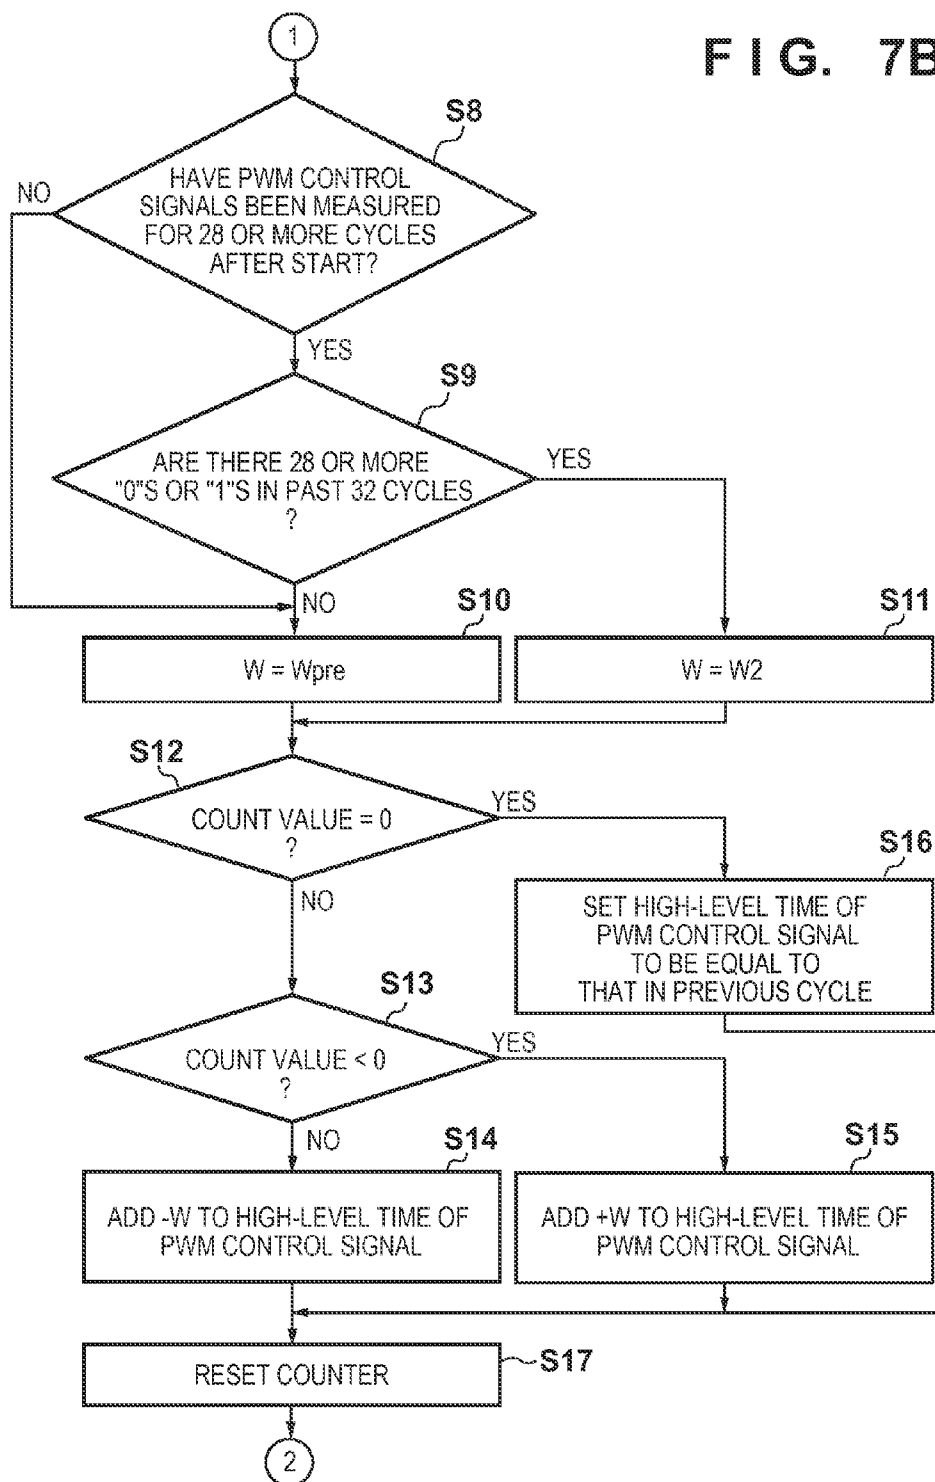 1
FIG. 7B
S8
NO
HAVE PWM CONTROL
SIGNALS BEEN MEASURED
FOR 28 OR MORE CYCLES
AFTER START?
YES
S9
ARE THERE 28 OR MORE
"0"S OR "1"S IN PAST 32 CYCLES
?
YES
NO
S10
W = Wpre
S11
W = W2
S12
COUNT VALUE = 0
?
YES
NO
S16
SET HIGH-LEVEL TIME OF
PWM CONTROL SIGNAL
TO BE EQUAL TO
THAT IN PREVIOUS CYCLE
S13
COUNT VALUE < 0
?
YES
NO
S14
ADD -W TO HIGH-LEVEL TIME OF
PWM CONTROL SIGNAL
S15
ADD +W TO HIGH-LEVEL TIME OF
PWM CONTROL SIGNAL
RESET COUNTER
S17
2